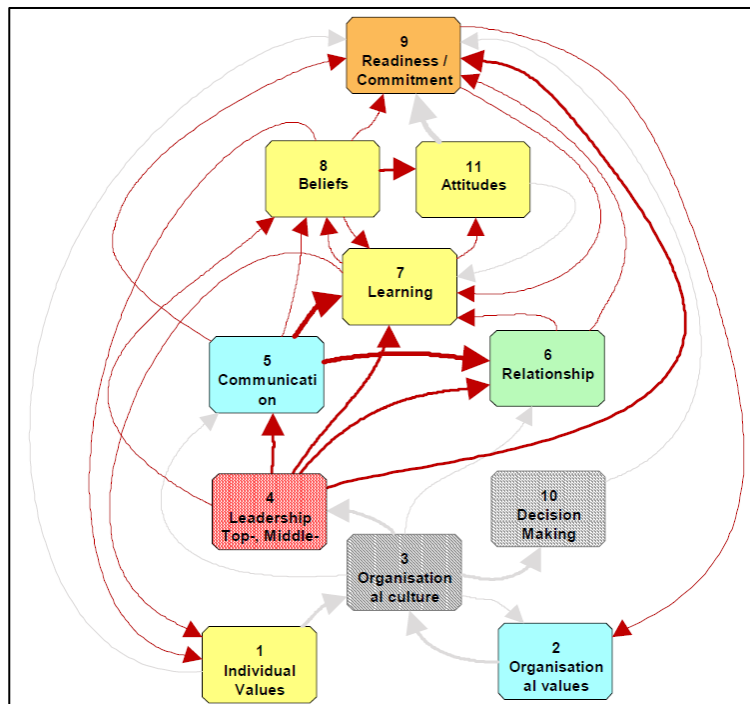 9
Readiness /
Commitment
8
Beliefs
11
Attitudes
7
Learning
5
Communicati
on
6
Relationship
4
Leadership
Top-, Middle-
10
Decision
Making
3
Organisation
al culture
1
Individual
Values
2
Organisation
al values